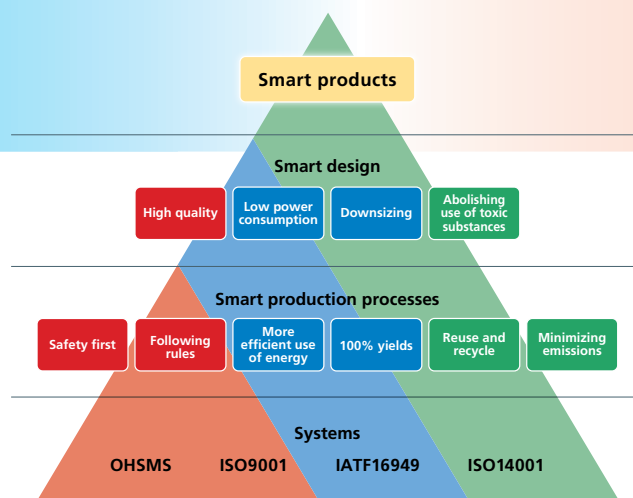 Smart products
Smart design
High quality
Low power
consumption
Downsizing
Abolishing
use of toxic
substances
Smart production processes
Safety first
Following
rules
More
efficient use
of energy
100% yields
Reuse and
recycle
Minimizing
emissions
Systems
OHSMS ISO9001 IATF16949 ISO14001